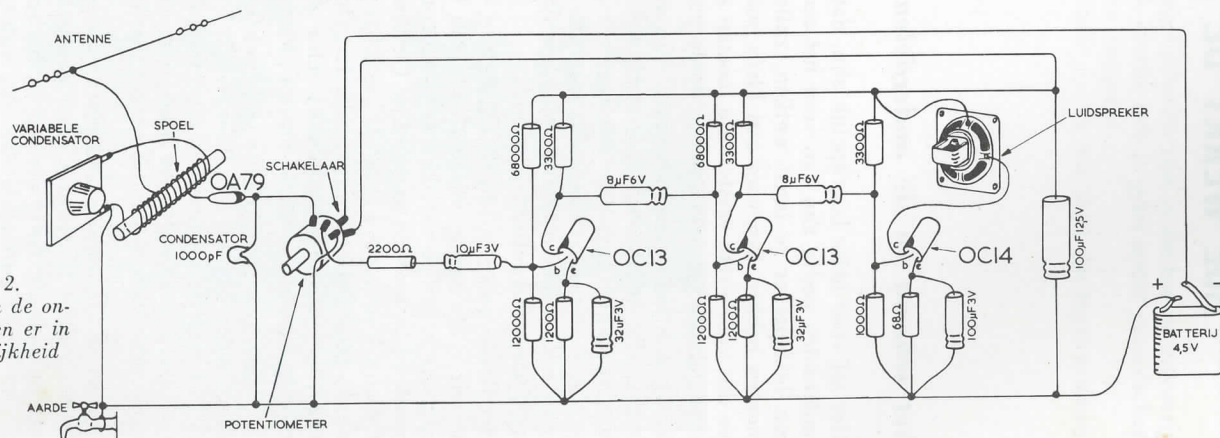 ANTENNE
VARIABELE
CONDENSATOR
SPOEL
OA79
SCHAKELAAR
CONDENSATOR
1000pF
2200Ω
10µF3V
68000Ω
3300Ω
8µF6V
c
b
e
OC13
12000Ω
1200Ω
32µF3V
68000Ω
3300Ω
8µF6V
c
b
e
OC13
12000Ω
1200Ω
32µF3V
3300Ω
c
b
e
OC14
1000Ω
68Ω
100µF3V
LUIDSPREKER
100µF12,5V
+ −
BATTERIJ
4,5V
2.
de on-
en er in
ijkheid
AARDE
POTENTIOMETER